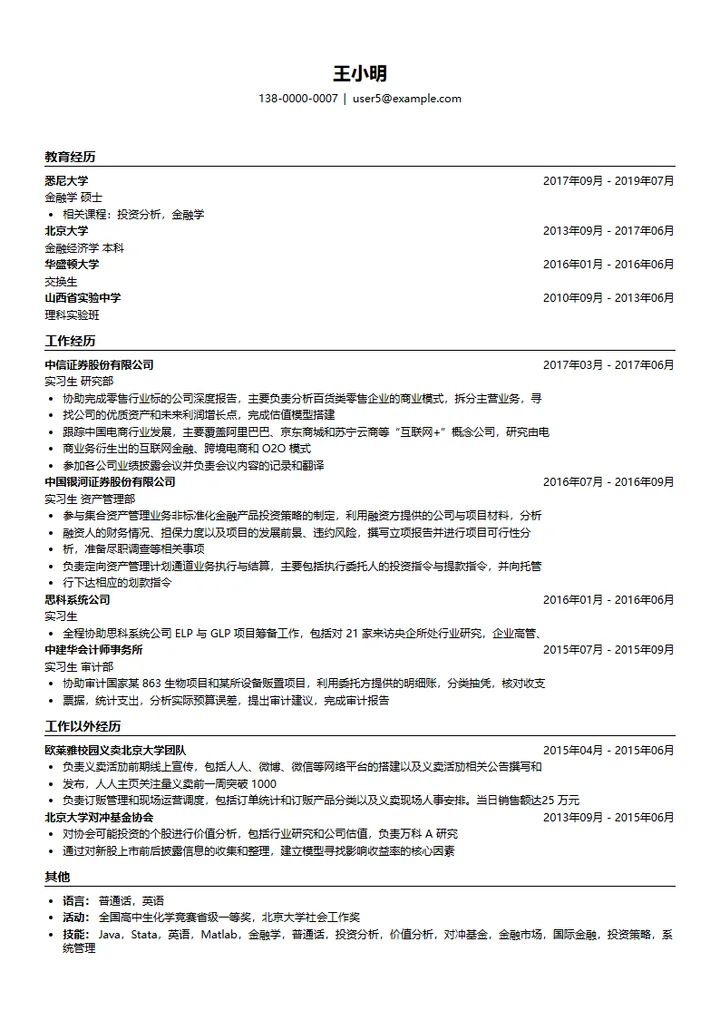 王小明
138-0000-0007 | user5@example.com
教育经历
悉尼大学 2017年09月 - 2019年07月
金融学 硕士
• 相关课程：投资分析，金融学
北京大学 2013年09月 - 2017年06月
金融经济学 本科
华盛顿大学 2016年01月 - 2016年06月
交换生
山西省实验中学 2010年09月 - 2013年06月
理科实验班
工作经历
中信证券股份有限公司 2017年03月 - 2017年06月
实习生 研究部
• 协助完成零售行业标的公司深度报告，主要负责分析百货类零售企业的商业模式，拆分主营业务，寻
• 找公司的优质资产和未来利润增长点，完成估值模型搭建
• 跟踪中国电商行业发展，主要覆盖阿里巴巴、京东商城和苏宁云商等“互联网+”概念公司，研究由电
• 商业务衍生出的互联网金融、跨境电商和 O2O 模式
• 参加各公司业绩披露会议并负责会议内容的记录和翻译
中国银河证券股份有限公司 2016年07月 - 2016年09月
实习生 资产管理部
• 参与集合资产管理业务非标准化金融产品投资策略的制定，利用融资方提供的公司与项目材料，分析
• 融资人的财务情况、担保力度以及项目的发展前景、违约风险，撰写立项报告并进行项目可行性分
• 析，准备尽职调查等相关事项
• 负责定向资产管理计划通道业务执行与结算，主要包括执行委托人的投资指令与提款指令，并向托管
• 行下达相应的划款指令
思科系统公司 2016年01月 - 2016年06月
实习生
• 全程协助思科系统公司 ELP 与 GLP 项目筹备工作，包括对 21 家来访央企所处行业研究，企业高管、
中建华会计师事务所 2015年07月 - 2015年09月
实习生 审计部
• 协助审计国家某 863 生物项目和某所设备贩置项目，利用委托方提供的明细账，分类抽凭，核对收支
• 票据，统计支出，分析实际预算误差，提出审计建议，完成审计报告
工作以外经历
欧莱雅校园义卖北京大学团队 2015年04月 - 2015年06月
• 负责义卖活动前期线上宣传，包括人人、微博、微信等网络平台的搭建以及义卖活动相关公告撰写和
• 发布，人人主页关注量义卖前一周突破 1000
• 负责订贩管理和现场运营调度，包括订单统计和订贩产品分类以及义卖现场人事安排。当日销售额达25 万元
北京大学对冲基金协会 2013年09月 - 2015年06月
• 对协会可能投资的个股进行价值分析，包括行业研究和公司估值，负责万科 A 研究
• 通过对新股上市前后披露信息的收集和整理，建立模型寻找影响收益率的核心因素
其他
• 语言： 普通话，英语
• 活动： 全国高中生化学竞赛省级一等奖，北京大学社会工作奖
• 技能： Java，Stata，英语，Matlab，金融学，普通话，投资分析，价值分析，对冲基金，金融市场，国际金融，投资策略，系
统管理